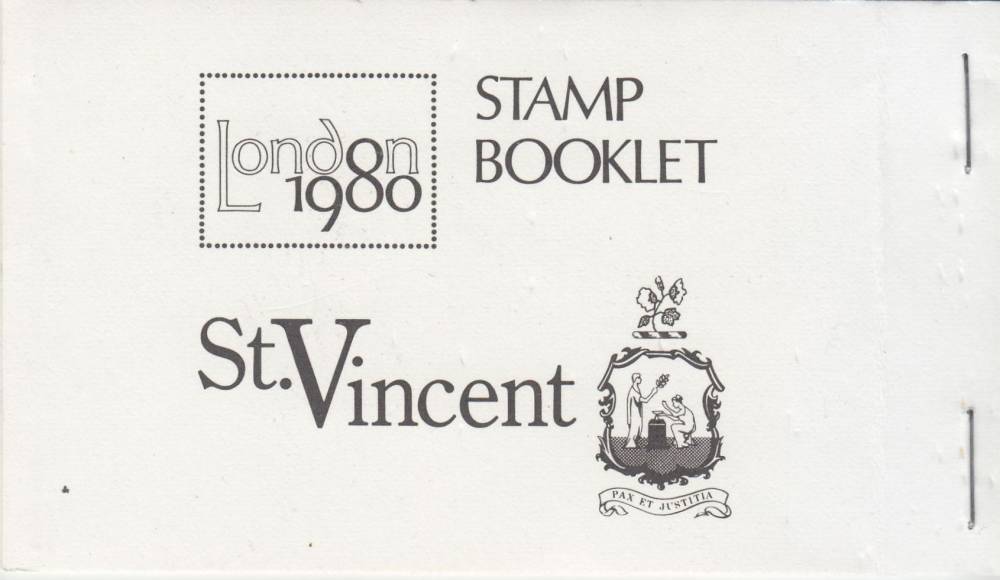 London
1980
STAMP
BOOKLET
St. Vincent
PAX ET JUSTITIA